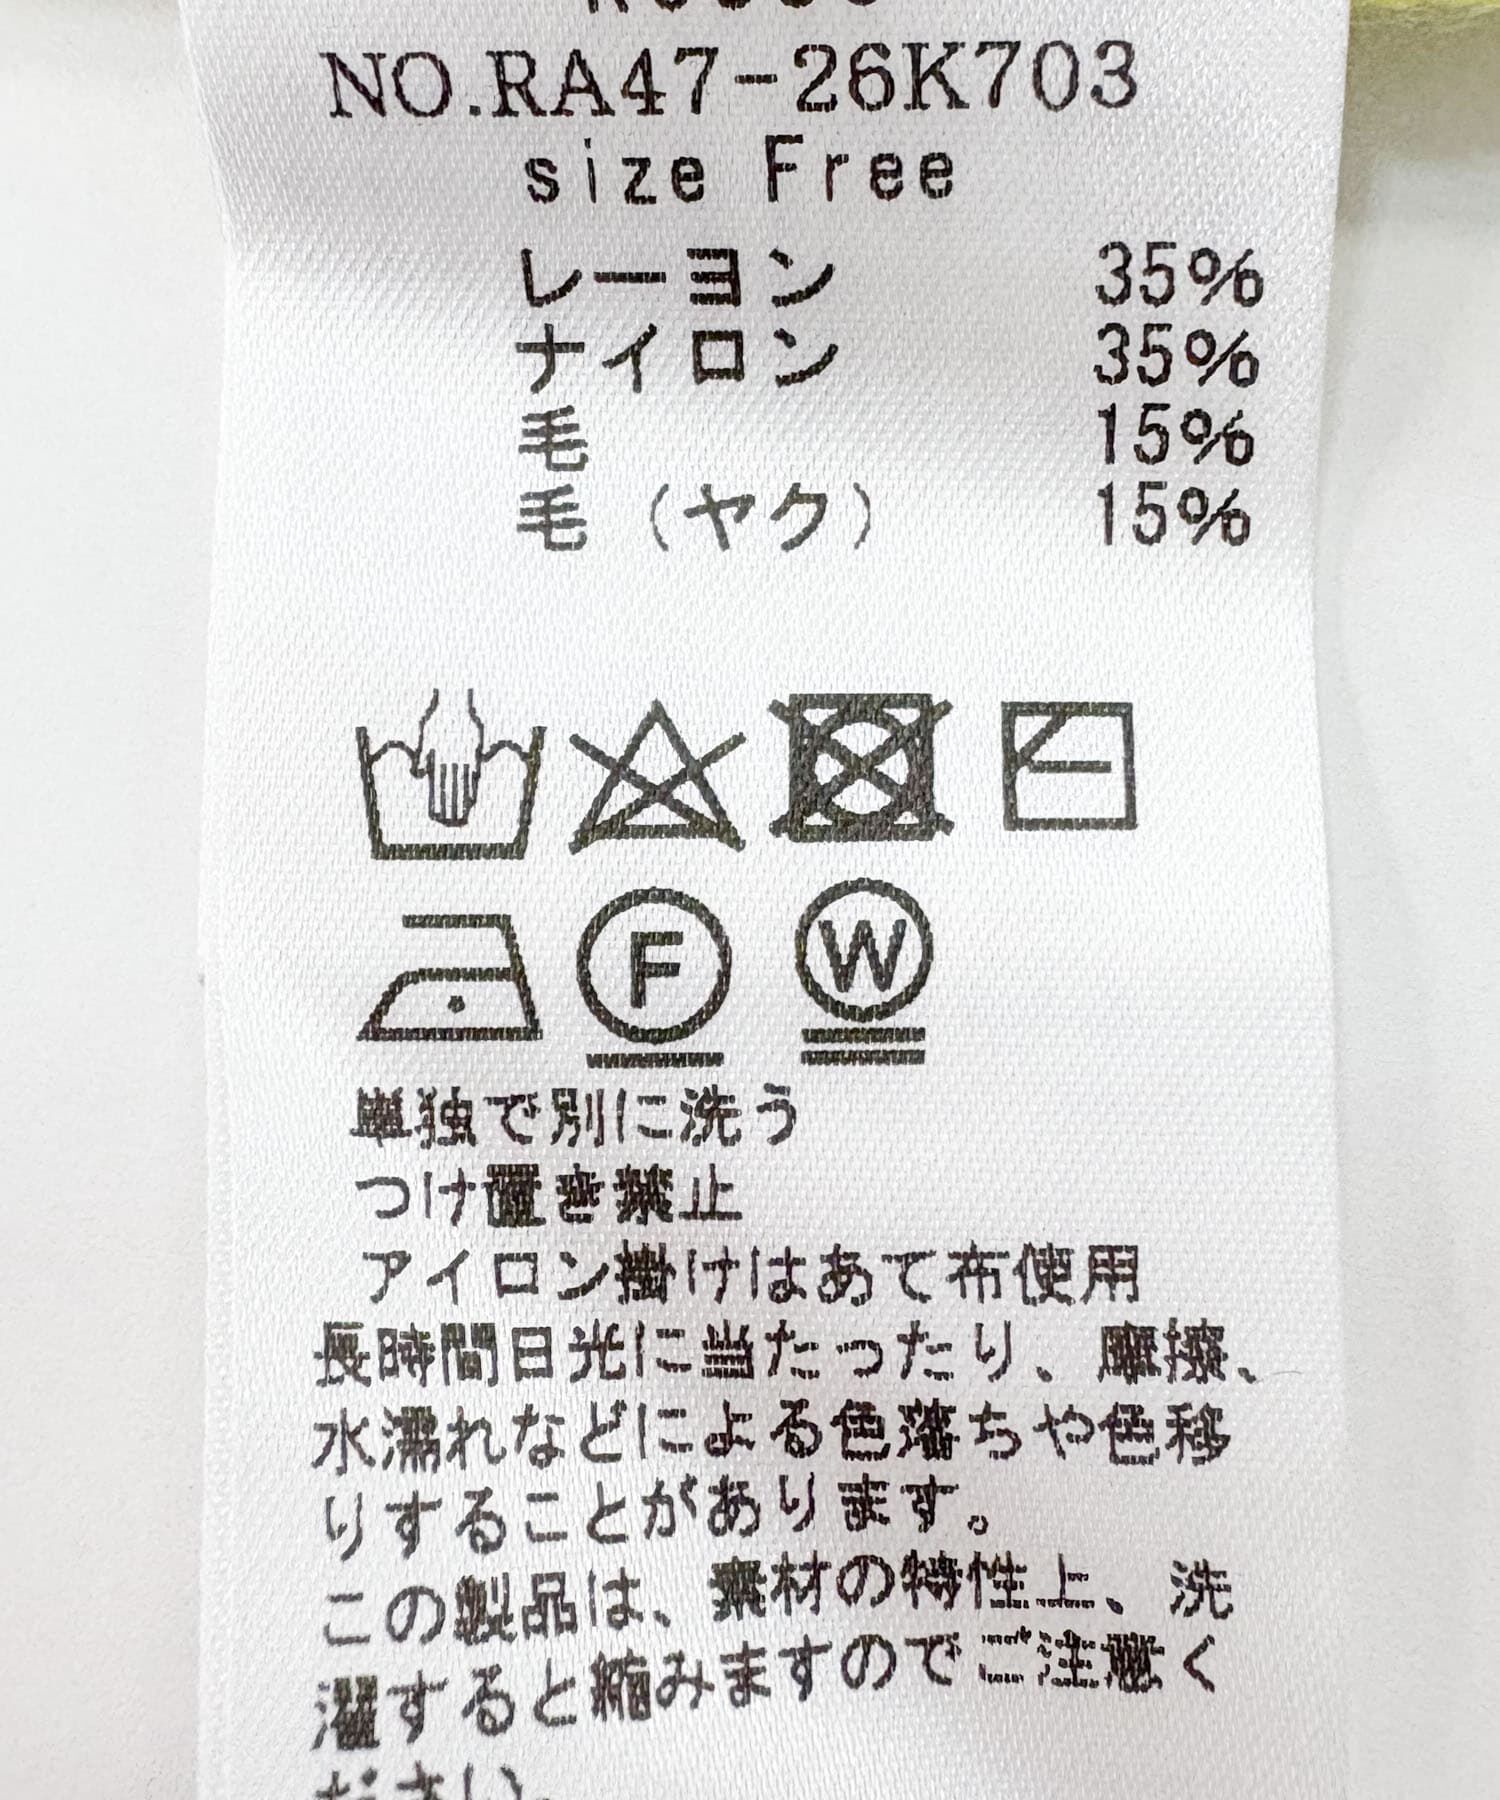 NO.RA47-26K703
size Free
レーヨン 35%
ナイロン 35%
毛 15%
毛（ヤク） 15%
F W
単独で別に洗う
つけ置き禁止
アイロン掛けはあて布使用
長時間日光に当たったり、摩擦、
水濡れなどによる色落ちや色移
りすることがあります。
この製品は、素材の特性上、洗
濯すると縮みますのでご注意く
ださい。